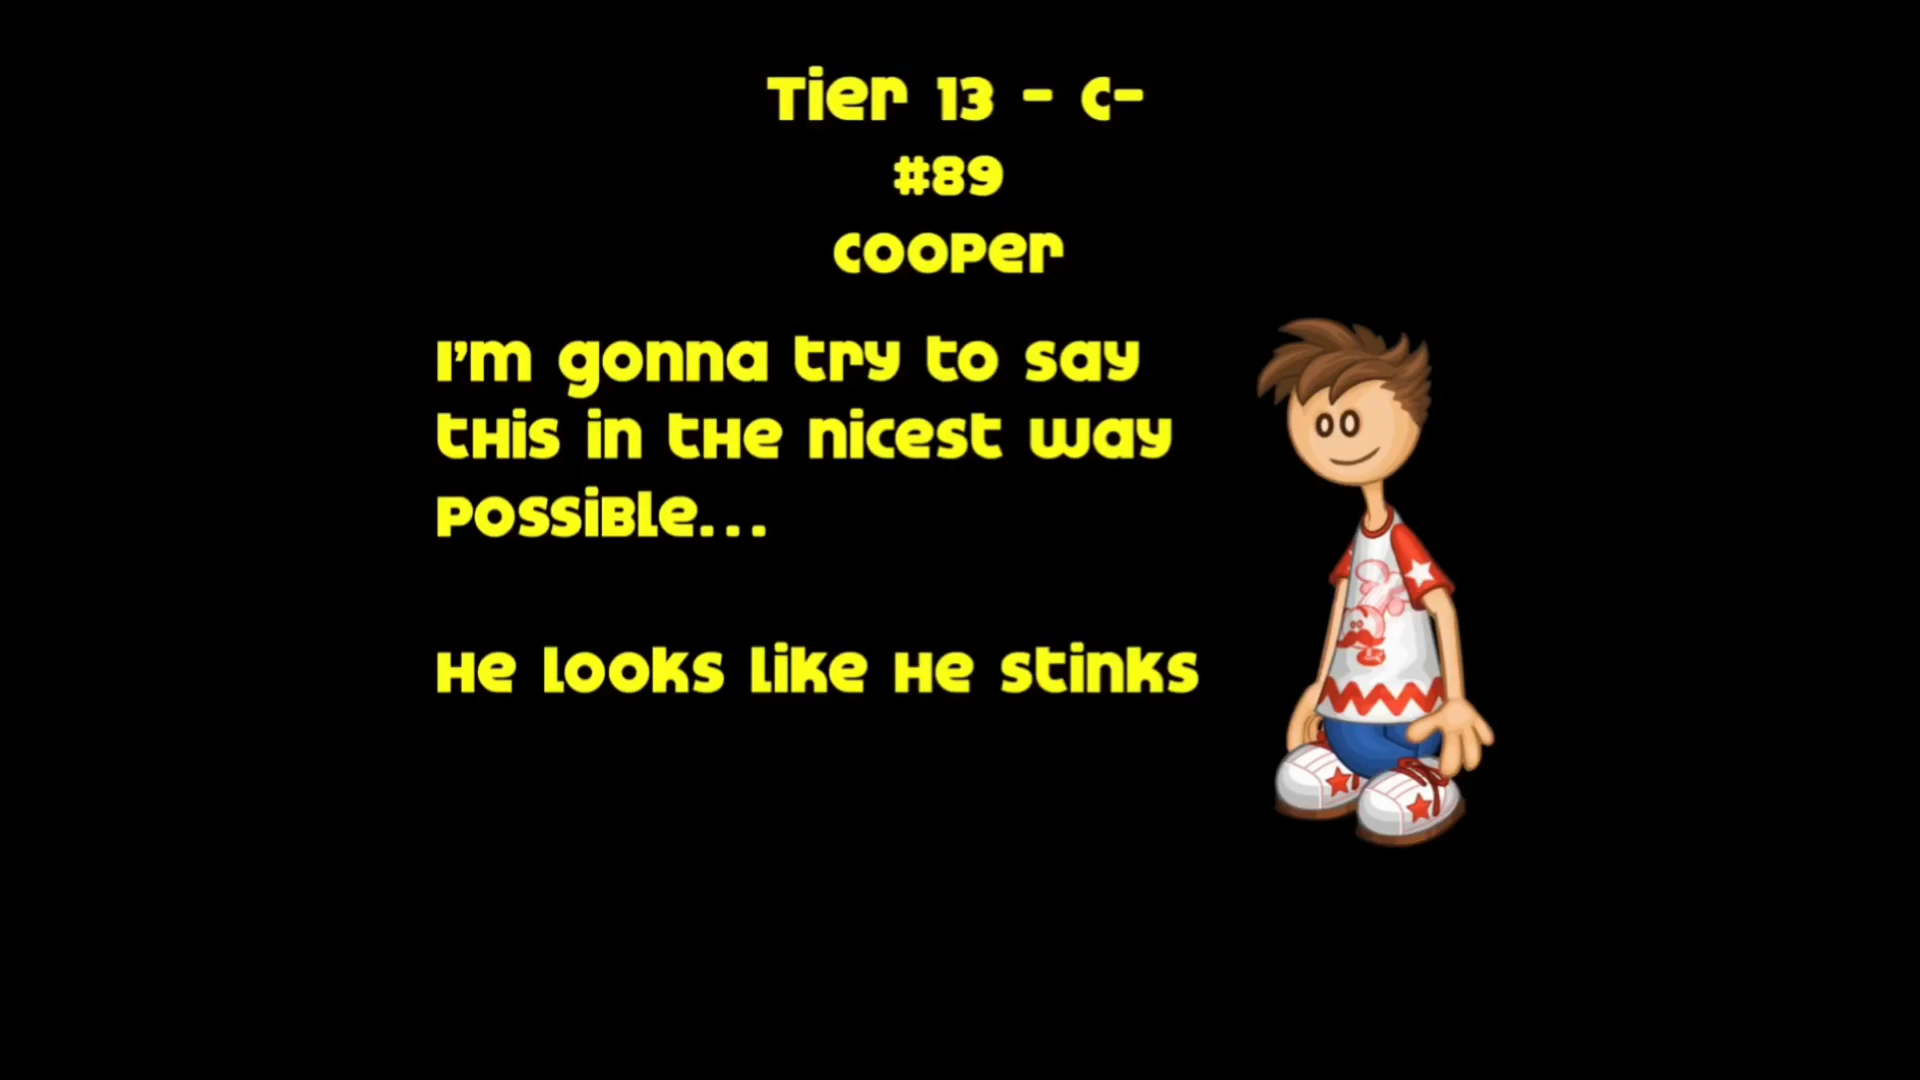 Tier 13 - C-
#89
Cooper
I'm gonna try to say
this in the nicest way
possible...
He looks like he stinks